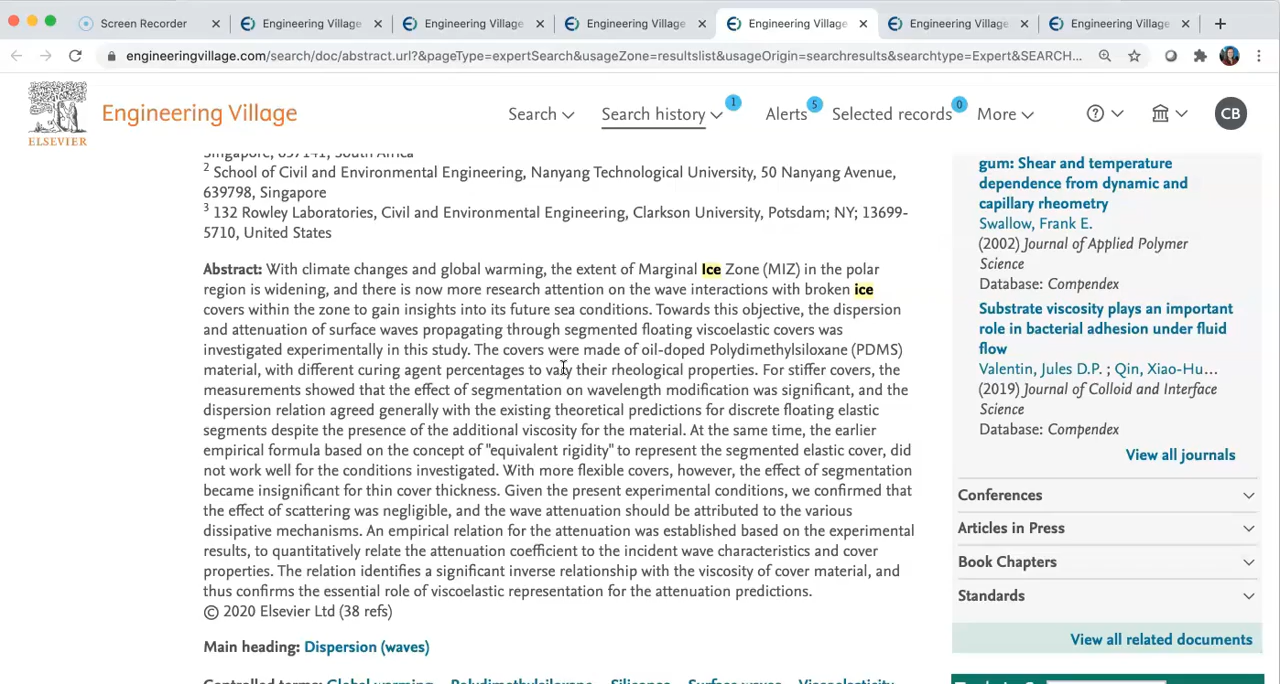 Screen Recorder
Engineering Village
Engineering Village
Engineering Village
Engineering Village
Engineering Village
Engineering Village
engineeringvillage.com/search/doc/abstract.url?&pageType=expertSearch&usageZone=resultslist&usageOrigin=searchresults&searchtype=Expert&SEARCH...
ELSEVIER
Engineering Village
Search
Search history 1
Alerts 5
Selected records 0
More
CB
Singapore, 637141, South Africa
2 School of Civil and Environmental Engineering, Nanyang Technological University, 50 Nanyang Avenue,
639798, Singapore
3 132 Rowley Laboratories, Civil and Environmental Engineering, Clarkson University, Potsdam; NY; 13699-
5710, United States
Abstract: With climate changes and global warming, the extent of Marginal Ice Zone (MIZ) in the polar
region is widening, and there is now more research attention on the wave interactions with broken ice
covers within the zone to gain insights into its future sea conditions. Towards this objective, the dispersion
and attenuation of surface waves propagating through segmented floating viscoelastic covers was
investigated experimentally in this study. The covers were made of oil-doped Polydimethylsiloxane (PDMS)
material, with different curing agent percentages to vary their rheological properties. For stiffer covers, the
measurements showed that the effect of segmentation on wavelength modification was significant, and the
dispersion relation agreed generally with the existing theoretical predictions for discrete floating elastic
segments despite the presence of the additional viscosity for the material. At the same time, the earlier
empirical formula based on the concept of "equivalent rigidity" to represent the segmented elastic cover, did
not work well for the conditions investigated. With more flexible covers, however, the effect of segmentation
became insignificant for thin cover thickness. Given the present experimental conditions, we confirmed that
the effect of scattering was negligible, and the wave attenuation should be attributed to the various
dissipative mechanisms. An empirical relation for the attenuation was established based on the experimental
results, to quantitatively relate the attenuation coefficient to the incident wave characteristics and cover
properties. The relation identifies a significant inverse relationship with the viscosity of cover material, and
thus confirms the essential role of viscoelastic representation for the attenuation predictions.
© 2020 Elsevier Ltd (38 refs)
Main heading: Dispersion (waves)
Controlled terms: Global warming Polydimethylsiloxane Silicones Surface waves Viscoelasticity
gum: Shear and temperature
dependence from dynamic and
capillary rheometry
Swallow, Frank E.
(2002) Journal of Applied Polymer
Science
Database: Compendex
Substrate viscosity plays an important
role in bacterial adhesion under fluid
flow
Valentin, Jules D.P. ; Qin, Xiao-Hu...
(2019) Journal of Colloid and Interface
Science
Database: Compendex
View all journals
Conferences
Articles in Press
Book Chapters
Standards
View all related documents